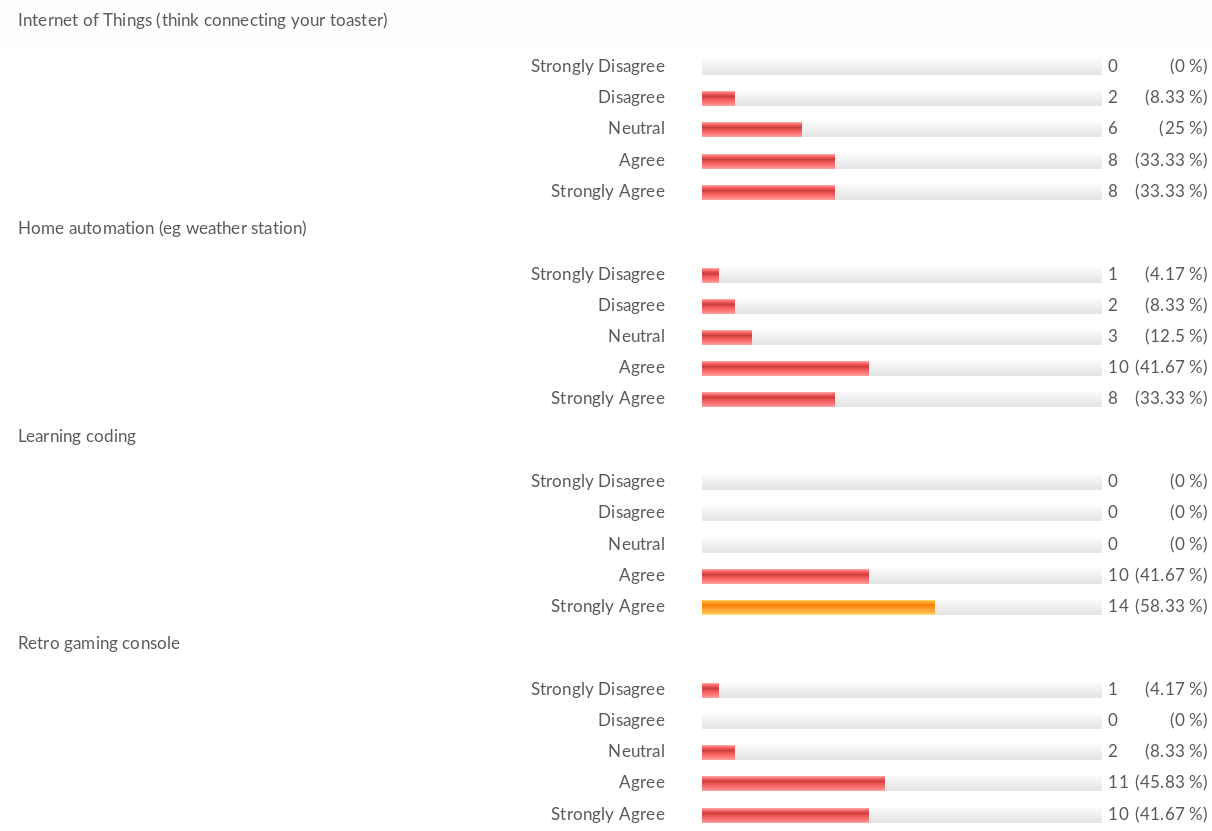 Internet of Things (think connecting your toaster)
Strongly Disagree 0 (0 %)
Disagree 2 (8.33 %)
Neutral 6 (25 %)
Agree 8 (33.33 %)
Strongly Agree 8 (33.33 %)
Home automation (eg weather station)
Strongly Disagree 1 (4.17 %)
Disagree 2 (8.33 %)
Neutral 3 (12.5 %)
Agree 10 (41.67 %)
Strongly Agree 8 (33.33 %)
Learning coding
Strongly Disagree 0 (0 %)
Disagree 0 (0 %)
Neutral 0 (0 %)
Agree 10 (41.67 %)
Strongly Agree 14 (58.33 %)
Retro gaming console
Strongly Disagree 1 (4.17 %)
Disagree 0 (0 %)
Neutral 2 (8.33 %)
Agree 11 (45.83 %)
Strongly Agree 10 (41.67 %)